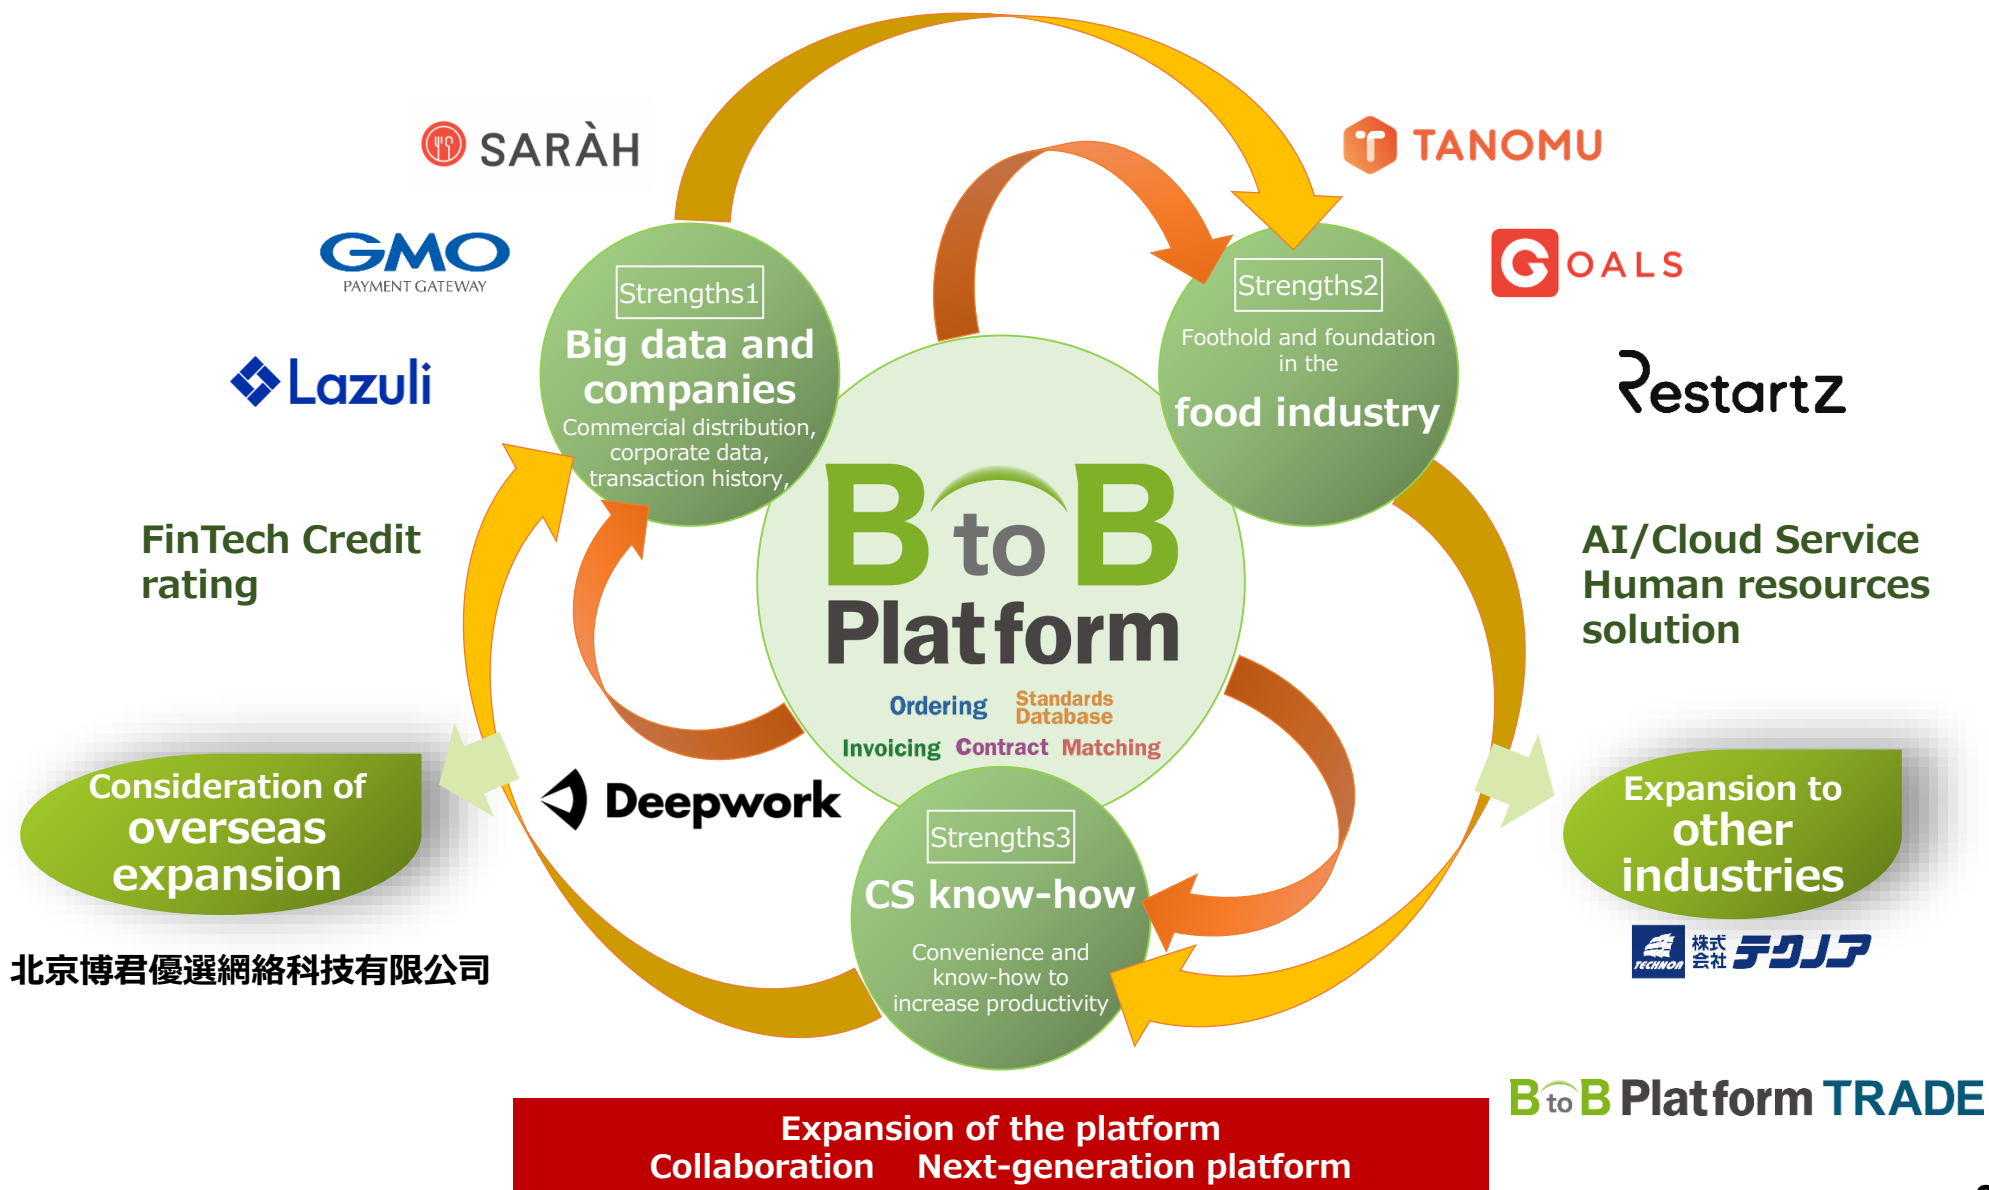 SARÀH
TANOMU
GMO
PAYMENT GATEWAY
GOALS
Strengths1
Big data and
companies
Commercial distribution,
corporate data,
transaction history,
Strengths2
Foothold and foundation
in the
food industry
Lazuli
RestartZ
B to B
Platform
Ordering
Standards
Database
Invoicing
Contract
Matching
FinTech Credit
rating
AI/Cloud Service
Human resources
solution
Consideration of
overseas
expansion
Deepwork
Strengths3
CS know-how
Convenience and
know-how to
increase productivity
Expansion to
other
industries
北京博君優選網絡科技有限公司
TECHNOA
株式
会社
テクノア
B to B Platform TRADE
Expansion of the platform
Collaboration Next-generation platform